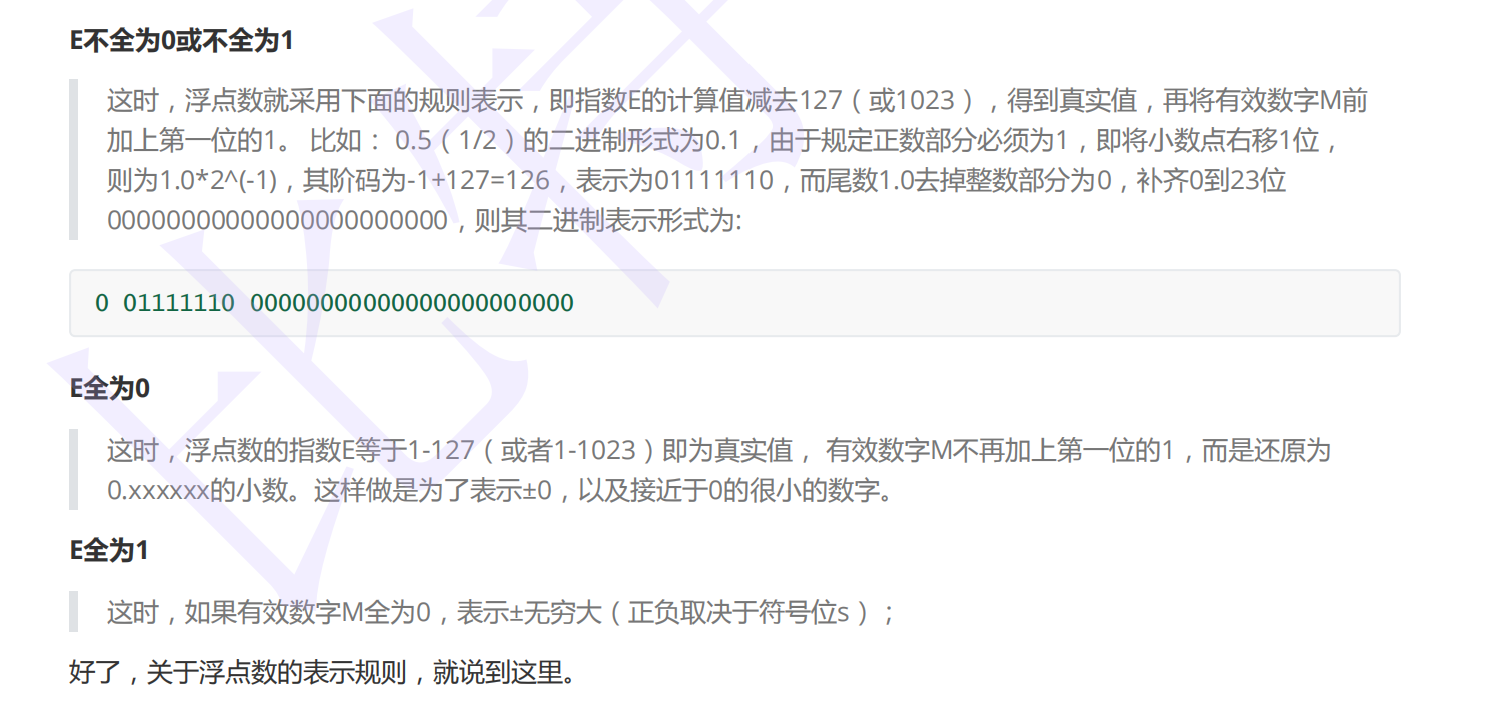 E不全为0或不全为1
这时，浮点数就采用下面的规则表示，即指数E的计算值减去127（或1023），得到真实值，再将有效数字M前
加上第一位的1。 比如： 0.5（1/2）的二进制形式为0.1，由于规定正数部分必须为1，即将小数点右移1位，
则为1.0*2^(-1)，其阶码为-1+127=126，表示为01111110，而尾数1.0去掉整数部分为0，补齐0到23位
00000000000000000000000，则其二进制表示形式为:
0 01111110 00000000000000000000000
E全为0
这时，浮点数的指数E等于1-127（或者1-1023）即为真实值， 有效数字M不再加上第一位的1，而是还原为
0.xxxxxx的小数。这样做是为了表示±0，以及接近于0的很小的数字。
E全为1
这时，如果有效数字M全为0，表示±无穷大（正负取决于符号位s）；
好了，关于浮点数的表示规则，就说到这里。
比特